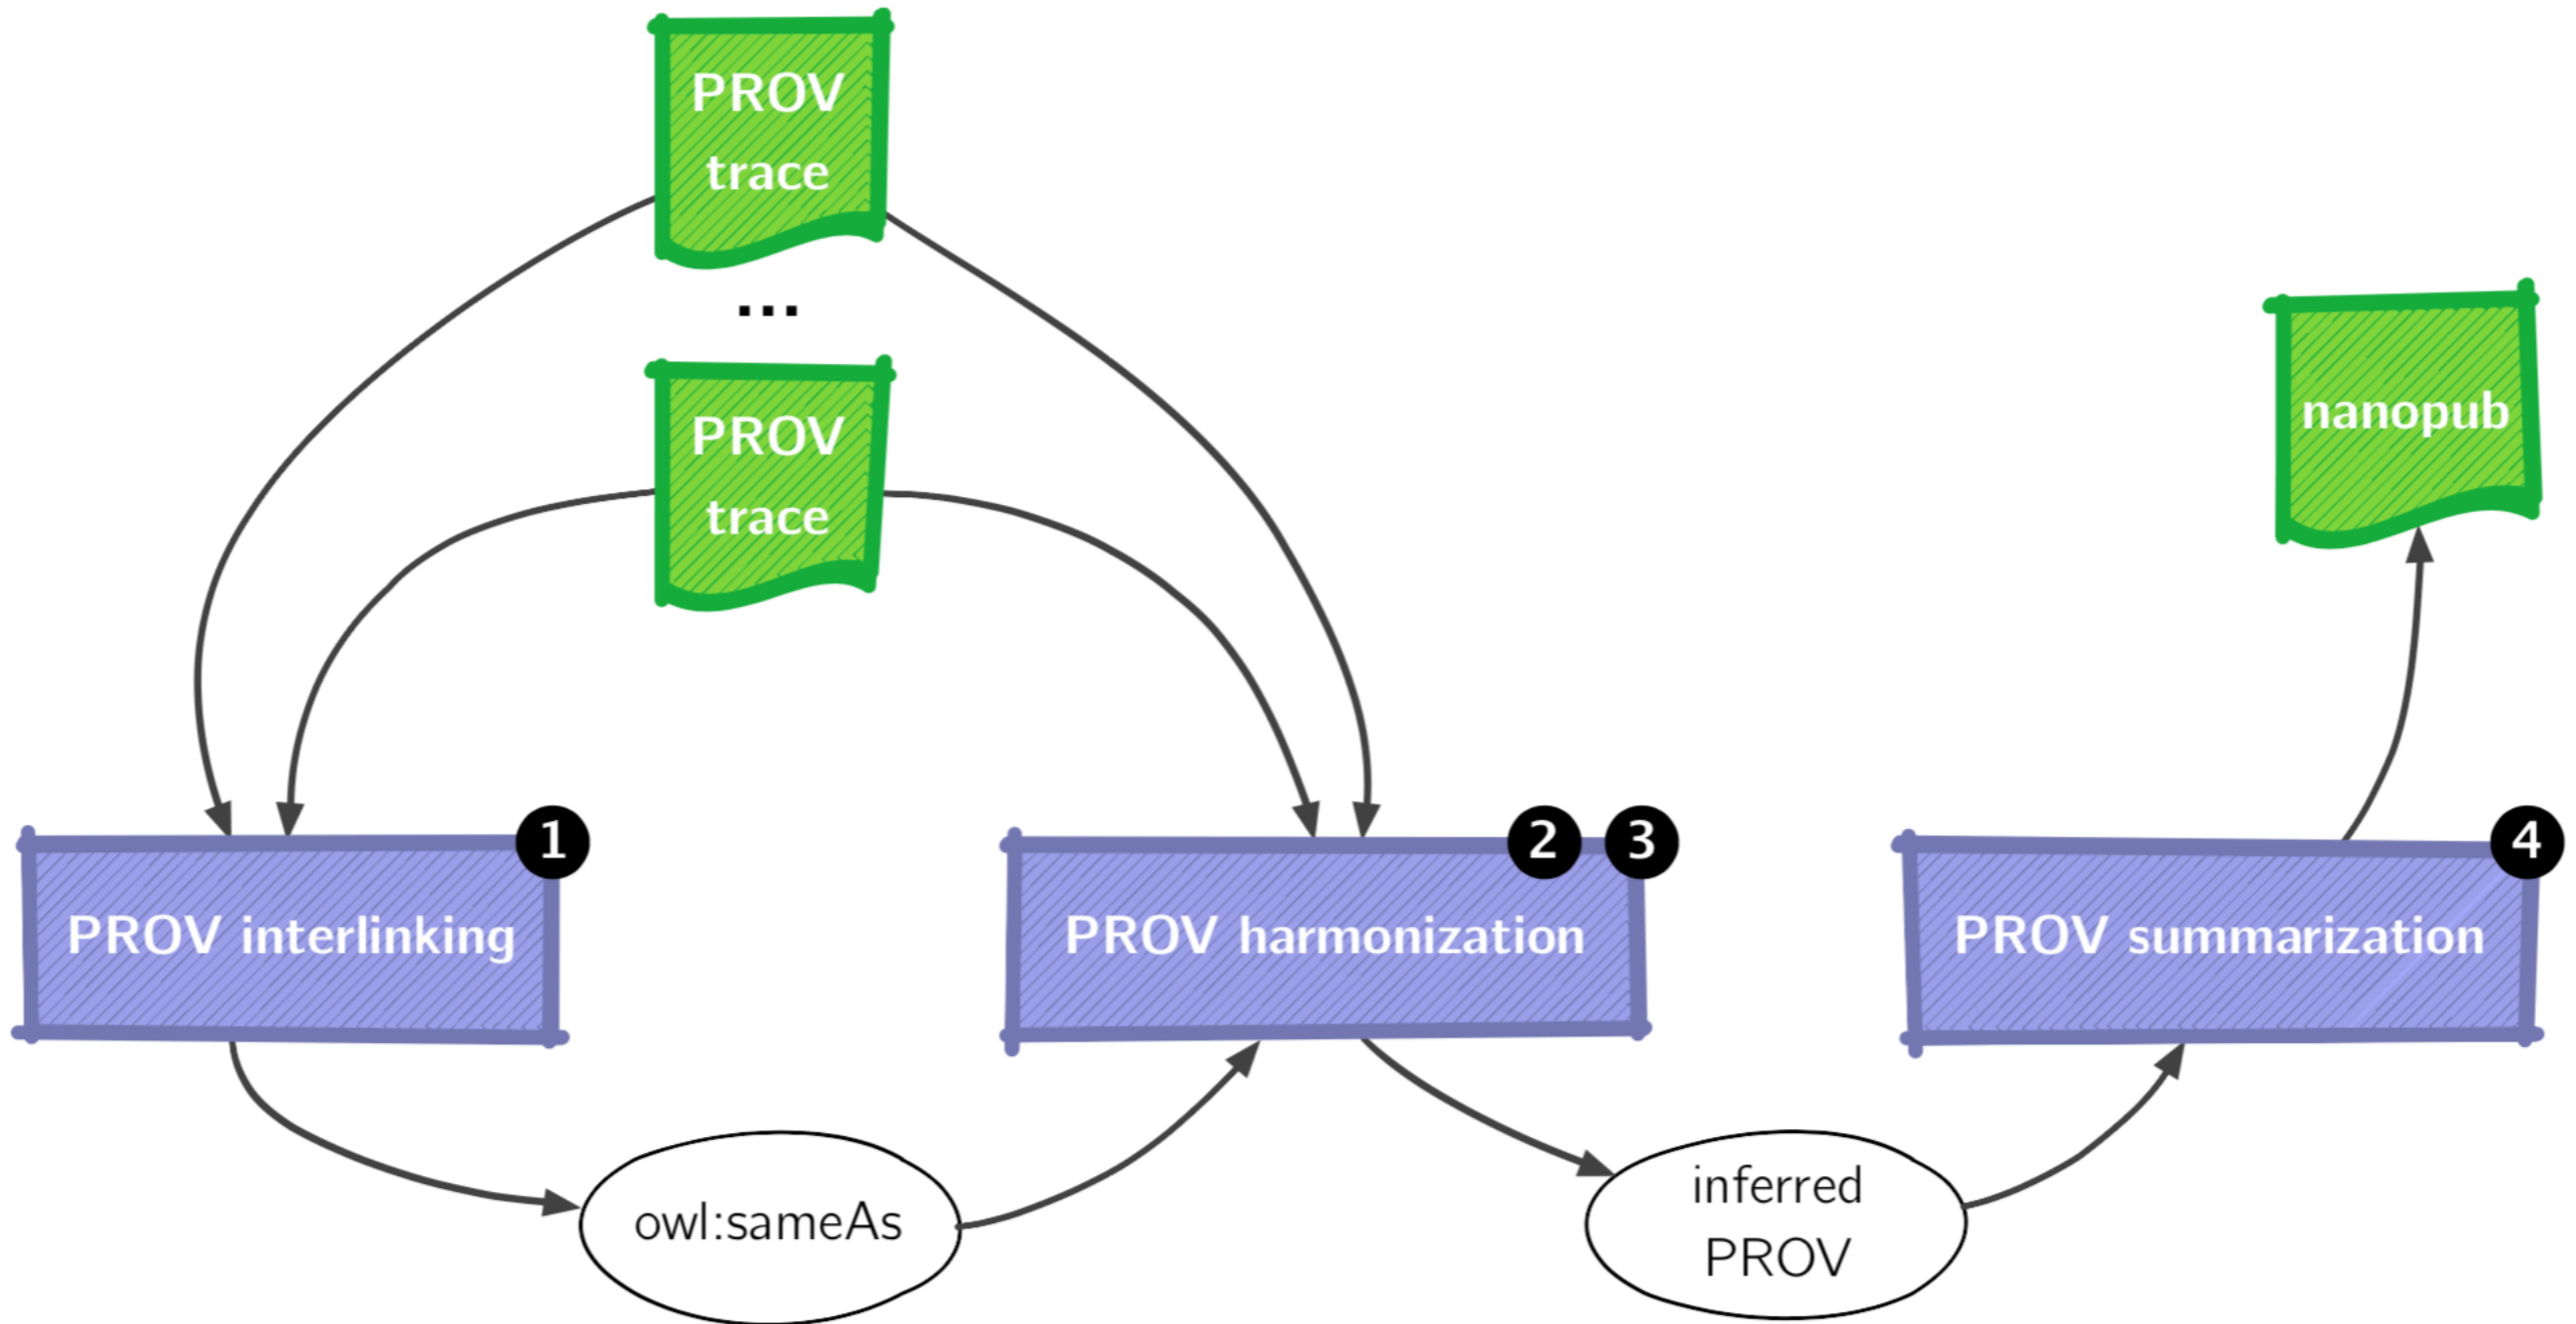 PROV
trace
...
PROV
trace
nanopub
1
2
3
4
PROV interlinking
PROV harmonization
PROV summarization
owl:sameAs
inferred
PROV